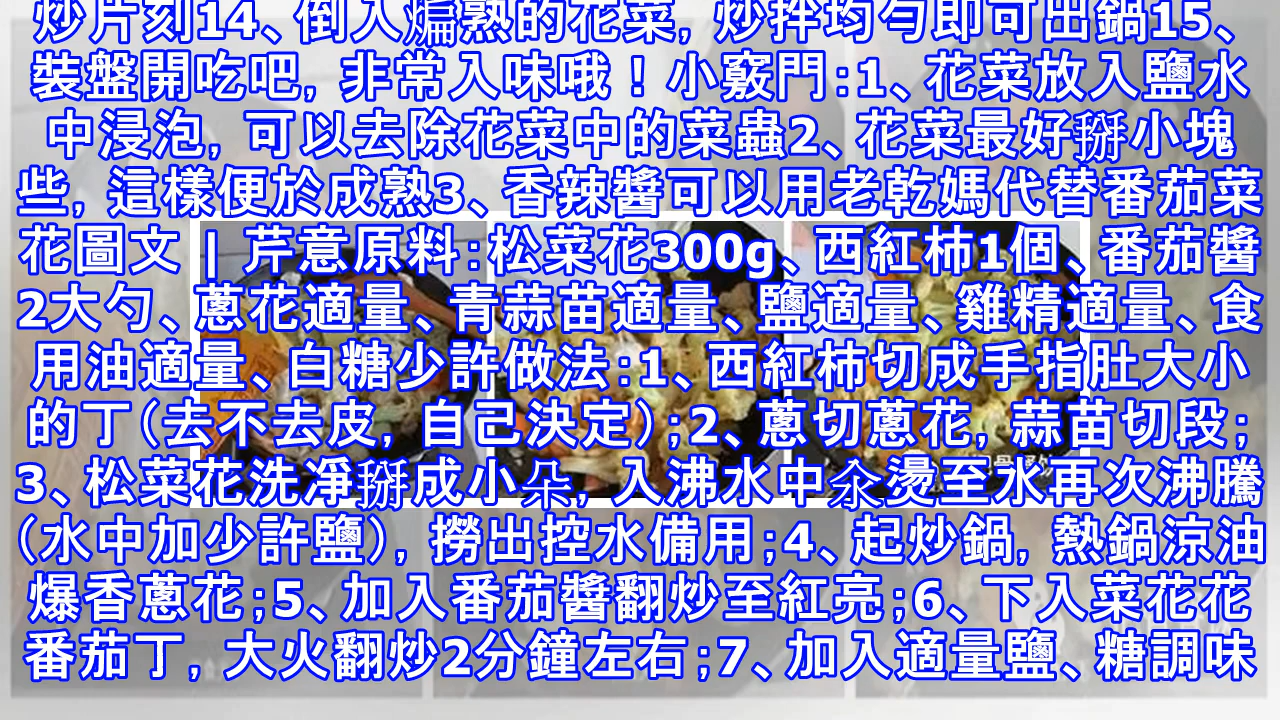 炒片刻14、倒入煸熟的花菜, 炒拌均勻即可出鍋15、
裝盤開吃吧, 非常入味哦！小竅門:1、花菜放入鹽水
中浸泡, 可以去除花菜中的菜蟲2、花菜最好掰小塊
些, 這樣便於成熟3、香辣醬可以用老乾媽代替番茄菜
花圖文 | 芹意原料:松菜花300g、西紅柿1個、番茄醬
2大勺、蔥花適量、青蒜苗適量、鹽適量、雞精適量、食
用油適量、白糖少許做法:1、西紅柿切成手指肚大小
的丁(去不去皮, 自己決定);2、蔥切蔥花, 蒜苗切段;
3、松菜花洗凈掰成小朵, 入沸水中汆燙至水再次沸騰
(水中加少許鹽), 撈出控水備用;4、起炒鍋, 熱鍋涼油
爆香蔥花;5、加入番茄醬翻炒至紅亮;6、下入菜花花
番茄丁, 大火翻炒2分鐘左右;7、加入適量鹽、糖調味